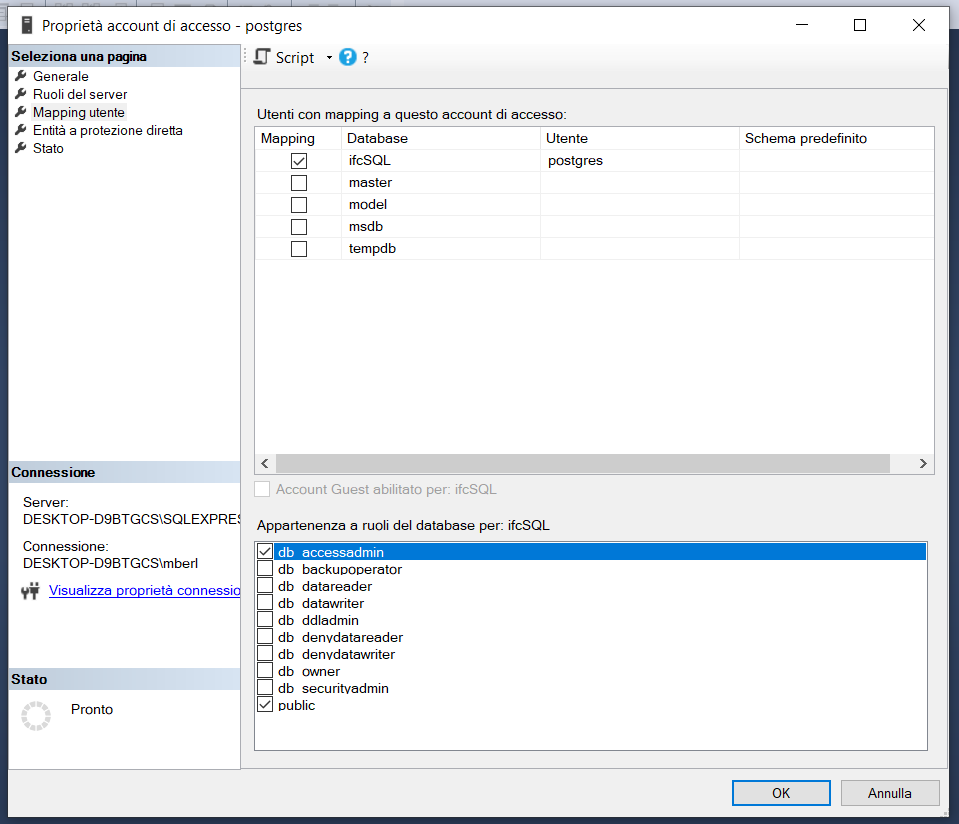 Proprietà account di accesso - postgres
Seleziona una pagina
Generale
Ruoli del server
Mapping utente
Entità a protezione diretta
Stato
Script
?
Utenti con mapping a questo account di accesso:
Mapping Database Utente Schema predefinito
ifcSQL postgres
master
model
msdb
tempdb
Account Guest abilitato per: ifcSQL
Appartenenza a ruoli del database per: ifcSQL
db_accessadmin
db_backupoperator
db_datareader
db_datawriter
db_ddladmin
db_denydatareader
db_denydatawriter
db_owner
db_securityadmin
public
Connessione
Server:
DESKTOP-D9BTGCS\SQLEXPRES
Connessione:
DESKTOP-D9BTGCS\mberl
Visualizza proprietà connessio
Stato
Pronto
OK
Annulla